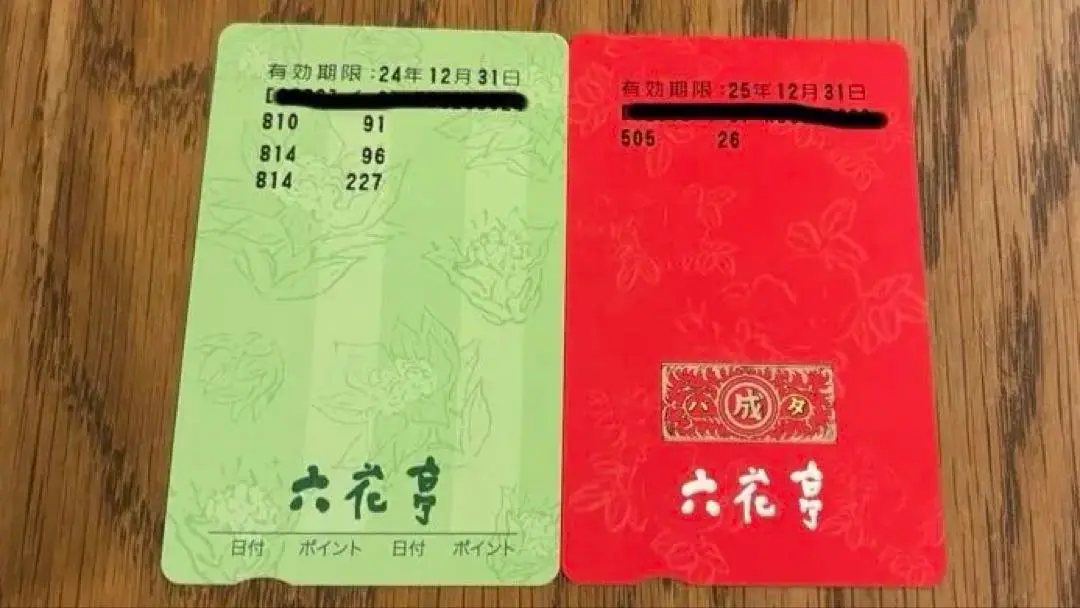 有効期限:24年12月31日
810 91
814 96
814 227
六花亭
日付 ポイント 日付 ポイント
有効期限:25年12月31日
505 26
ハ 成 タ
六花亭